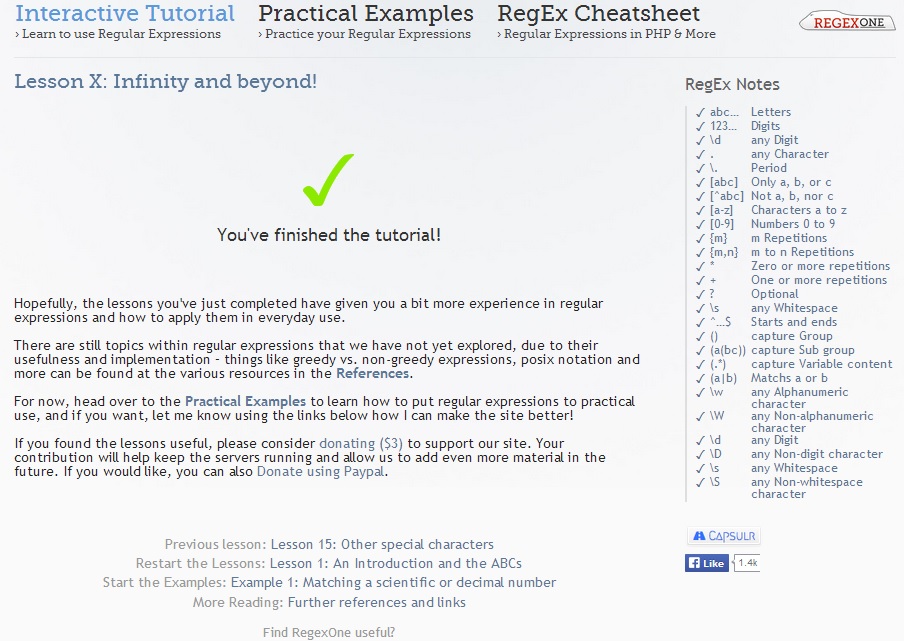 Interactive Tutorial
› Learn to use Regular Expressions
Practical Examples
› Practice your Regular Expressions
RegEx Cheatsheet
› Regular Expressions in PHP & More
REGEXONE
Lesson X: Infinity and beyond!
You've finished the tutorial!
Hopefully, the lessons you've just completed have given you a bit more experience in regular
expressions and how to apply them in everyday use.
There are still topics within regular expressions that we have not yet explored, due to their
usefulness and implementation - things like greedy vs. non-greedy expressions, posix notation and
more can be found at the various resources in the References.
For now, head over to the Practical Examples to learn how to put regular expressions to practical
use, and if you want, let me know using the links below how I can make the site better!
If you found the lessons useful, please consider donating ($3) to support our site. Your
contribution will help keep the servers running and allow us to add even more material in the
future. If you would like, you can also Donate using Paypal.
Previous lesson: Lesson 15: Other special characters
Restart the Lessons: Lesson 1: An Introduction and the ABCs
Start the Examples: Example 1: Matching a scientific or decimal number
More Reading: Further references and links
Find RegexOne useful?
RegEx Notes
✓ abc... Letters
✓ 123... Digits
✓ \d any Digit
✓ . any Character
✓ \. Period
✓ [abc] Only a, b, or c
✓ [^abc] Not a, b, nor c
✓ [a-z] Characters a to z
✓ [0-9] Numbers 0 to 9
✓ {m} m Repetitions
✓ {m,n} m to n Repetitions
✓ * Zero or more repetitions
✓ + One or more repetitions
✓ ? Optional
✓ \s any Whitespace
✓ ^...$ Starts and ends
✓ () capture Group
✓ (a(bc)) capture Sub group
✓ (.*) capture Variable content
✓ (a|b) Matchs a or b
✓ \w any Alphanumeric
character
✓ \W any Non-alphanumeric
character
✓ \d any Digit
✓ \D any Non-digit character
✓ \s any Whitespace
✓ \S any Non-whitespace
character
CAPSULR
Like 1.4k